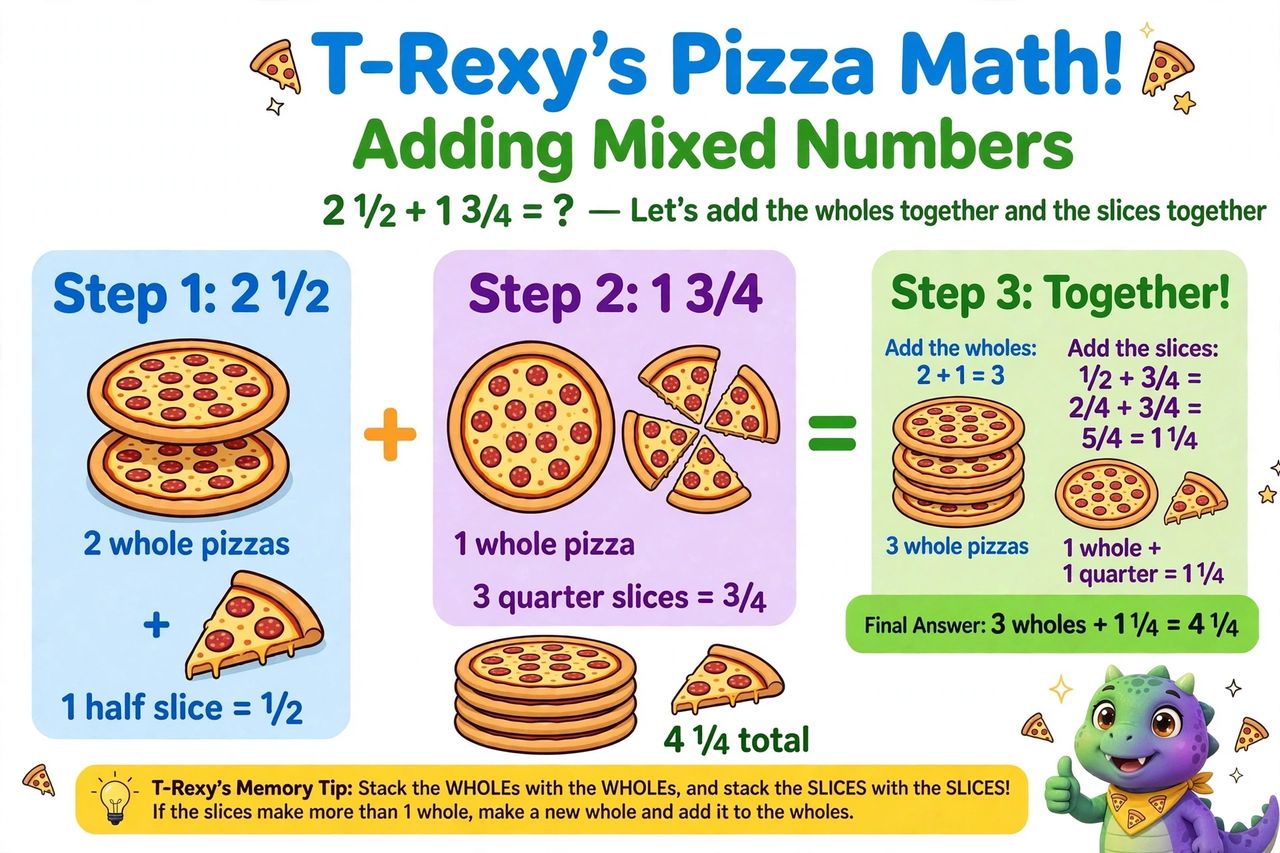 T-Rexy's Pizza Math!
Adding Mixed Numbers
2 1/2 + 1 3/4 = ? — Let's add the wholes together and the slices together
Step 1: 2 1/2
2 whole pizzas
+
1 half slice = 1/2
+
Step 2: 1 3/4
1 whole pizza
3 quarter slices = 3/4
=
Step 3: Together!
Add the wholes:
2 + 1 = 3
3 whole pizzas
Add the slices:
1/2 + 3/4 =
2/4 + 3/4 =
5/4 = 1 1/4
1 whole +
1 quarter = 1 1/4
Final Answer: 3 wholes + 1 1/4 = 4 1/4
4 1/4 total
T-Rexy's Memory Tip: Stack the WHOLEs with the WHOLEs, and stack the SLICES with the SLICES!
If the slices make more than 1 whole, make a new whole and add it to the wholes.